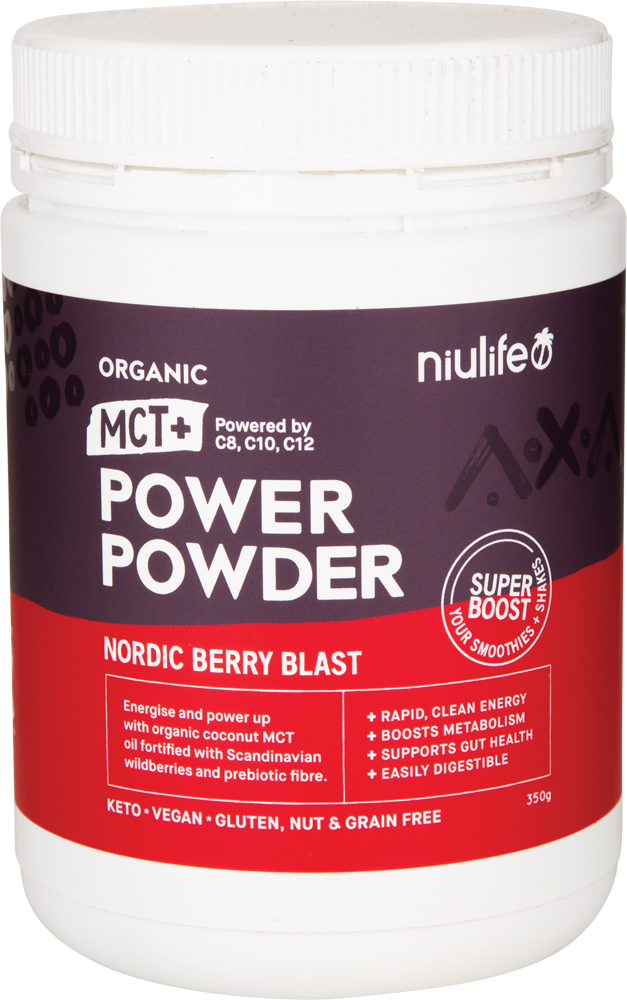 niulife
ORGANIC
MCT+
Powered by
C8, C10, C12
POWER
POWDER
SUPER
BOOST
YOUR SMOOTHIES + SHAKES
NORDIC BERRY BLAST
Energise and power up
with organic coconut MCT
oil fortified with Scandinavian
wildberries and prebiotic fibre.
+ RAPID, CLEAN ENERGY
+ BOOSTS METABOLISM
+ SUPPORTS GUT HEALTH
+ EASILY DIGESTIBLE
350g
KETO * VEGAN * GLUTEN, NUT & GRAIN FREE